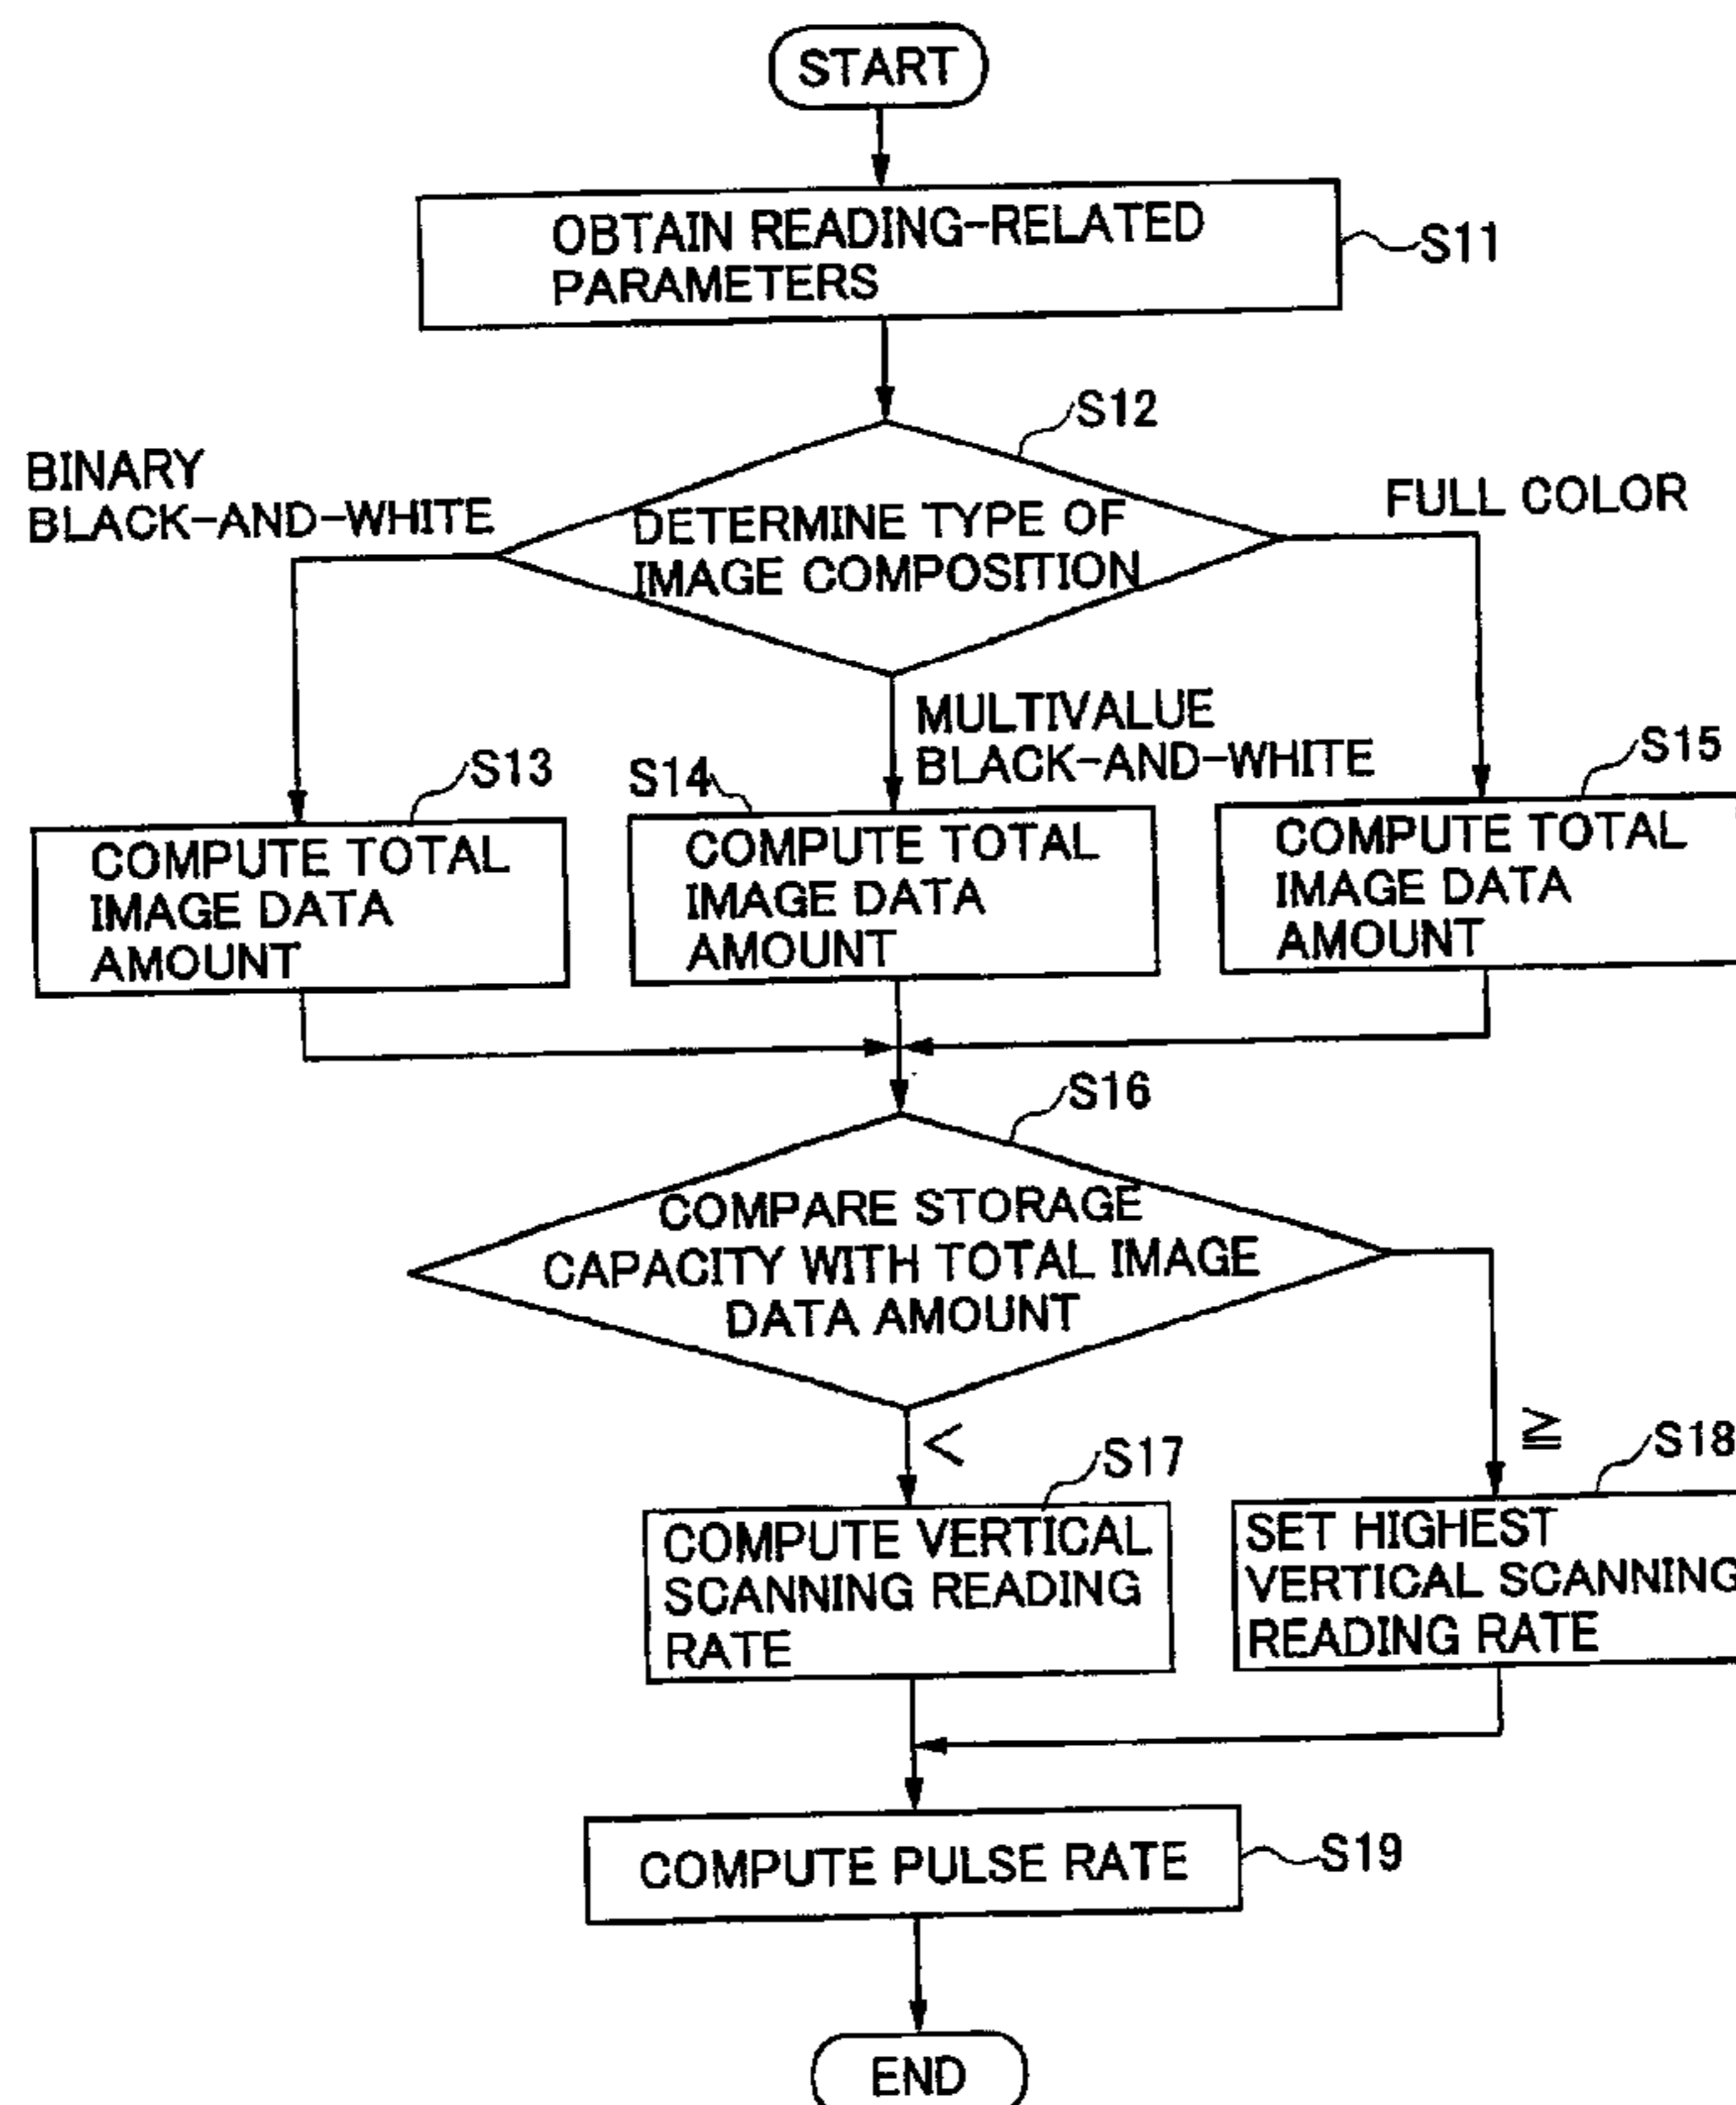 START
OBTAIN READING-RELATED
PARAMETERS
S11
S12
BINARY
BLACK-AND-WHITE
DETERMINE TYPE OF
IMAGE COMPOSITION
FULL COLOR
MULTIVALUE
BLACK-AND-WHITE
S13
COMPUTE TOTAL
IMAGE DATA
AMOUNT
S14
COMPUTE TOTAL
IMAGE DATA
AMOUNT
S15
COMPUTE TOTAL
IMAGE DATA
AMOUNT
S16
COMPARE STORAGE
CAPACITY WITH TOTAL IMAGE
DATA AMOUNT
<
≧
S17
COMPUTE VERTICAL
SCANNING READING
RATE
S18
SET HIGHEST
VERTICAL SCANNING
READING RATE
COMPUTE PULSE RATE
S19
END